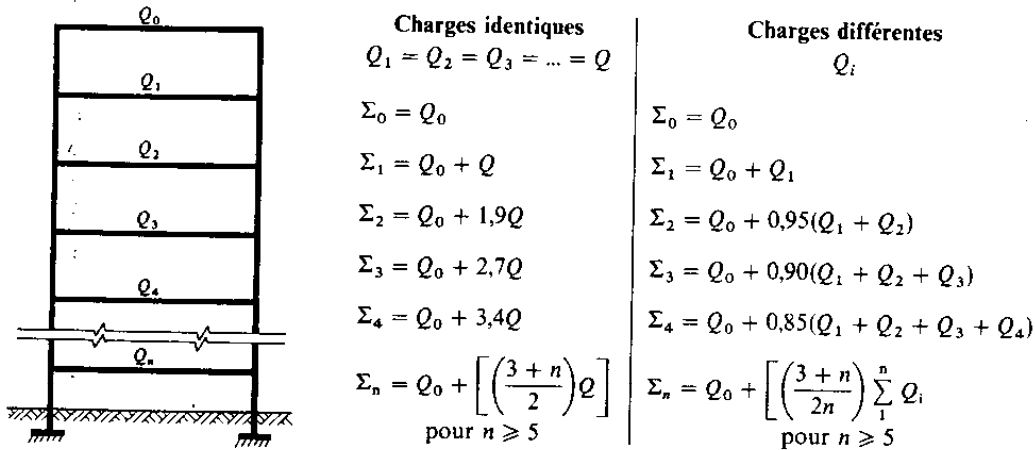 Q₀
Q₁
Q₂
Q₃
Q₄
Qₙ
Charges identiques
Q₁ = Q₂ = Q₃ = ... = Q
Σ₀ = Q₀
Σ₁ = Q₀ + Q
Σ₂ = Q₀ + 1,9Q
Σ₃ = Q₀ + 2,7Q
Σ₄ = Q₀ + 3,4Q
Σₙ = Q₀ + [((3 + n)/2) Q]
pour n ⩾ 5
Charges différentes
Qᵢ
Σ₀ = Q₀
Σ₁ = Q₀ + Q₁
Σ₂ = Q₀ + 0,95(Q₁ + Q₂)
Σ₃ = Q₀ + 0,90(Q₁ + Q₂ + Q₃)
Σ₄ = Q₀ + 0,85(Q₁ + Q₂ + Q₃ + Q₄)
Σₙ = Q₀ + [((3 + n)/2n) Σ₁ⁿ Qᵢ
pour n ⩾ 5